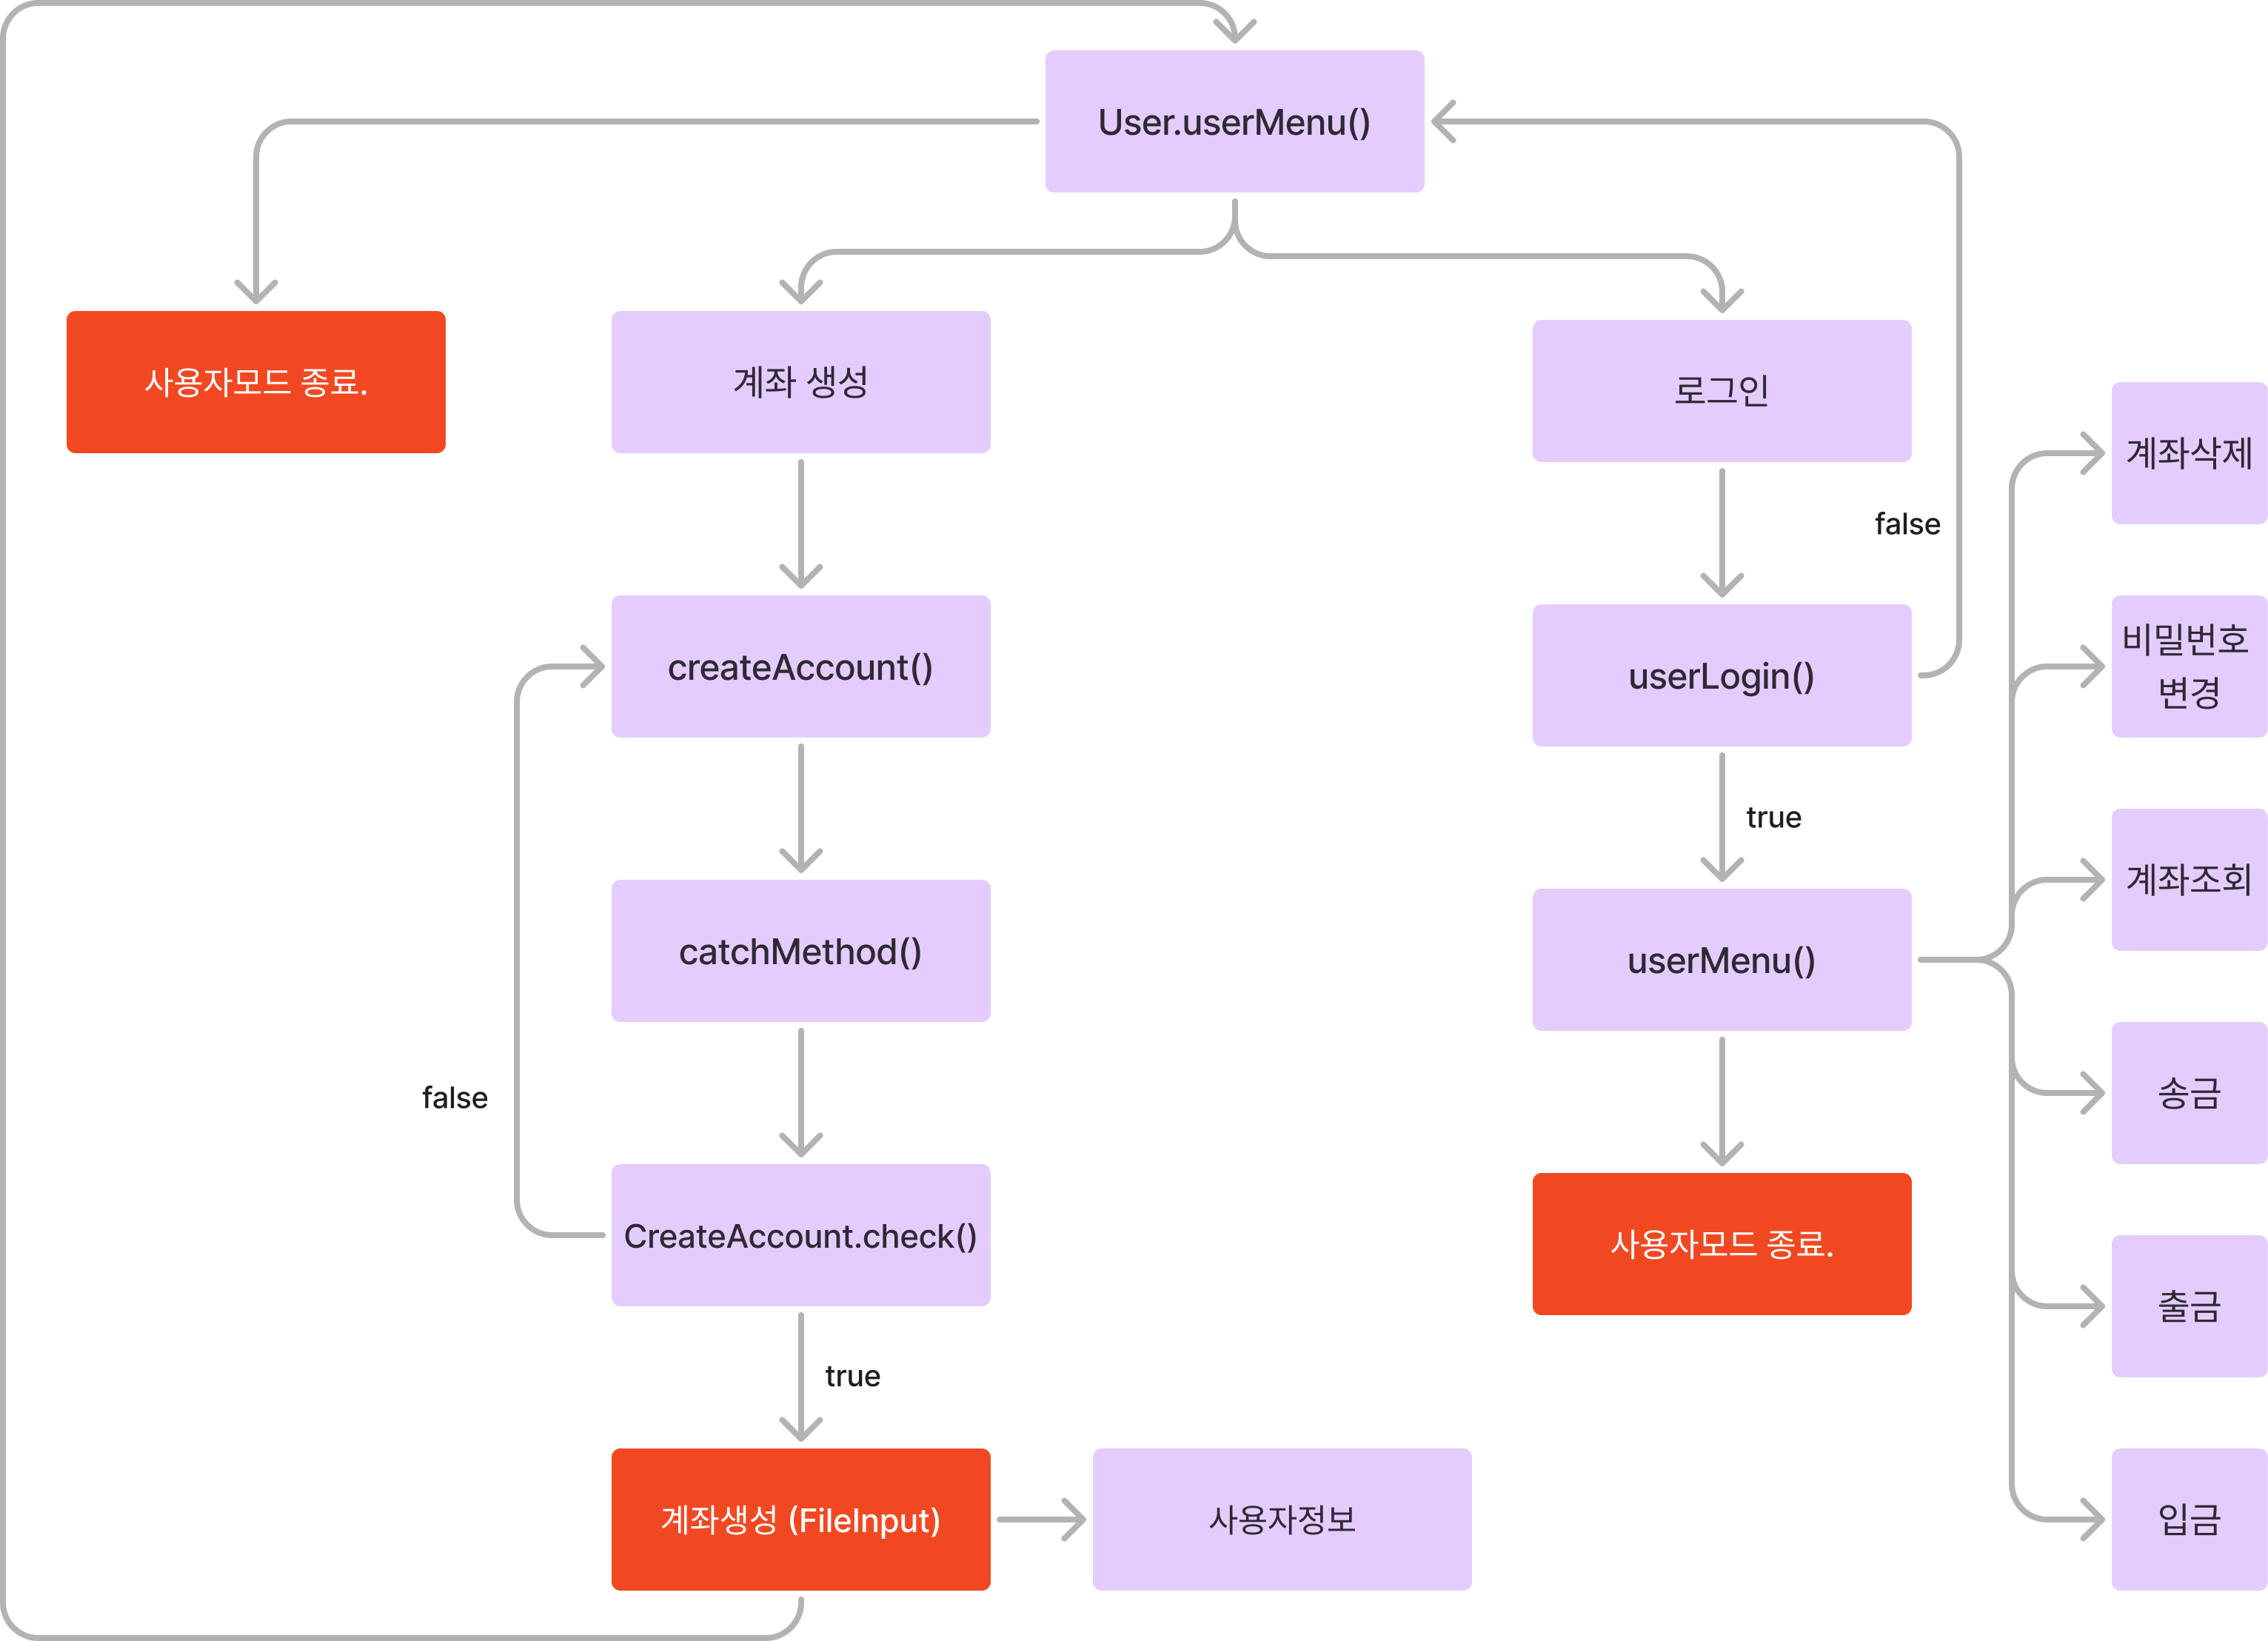 User.userMenu()
사용자모드 종료.
계좌 생성
로그인
계좌삭제
false
createAccount()
userLogin()
비밀번호
변경
true
계좌조회
catchMethod()
userMenu()
송금
false
CreateAccount.check()
사용자모드 종료.
출금
true
계좌생성 (FileInput)
사용자정보
입금